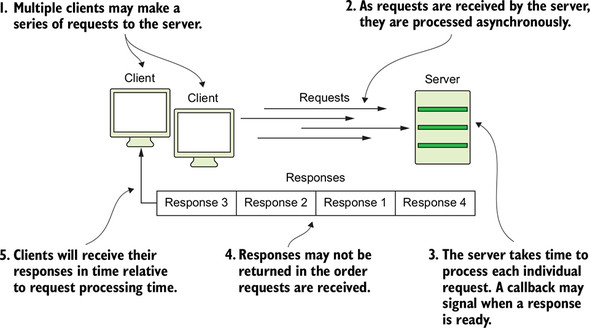 1. Multiple clients may make a
series of requests to the server.
2. As requests are received by the server,
they are processed asynchronously.
Client
Client
Requests
Server
Responses
Response 3
Response 2
Response 1
Response 4
5. Clients will receive their
responses in time relative
to request processing time.
4. Responses may not be
returned in the order
requests are received.
3. The server takes time to
process each individual
request. A callback may
signal when a response
is ready.